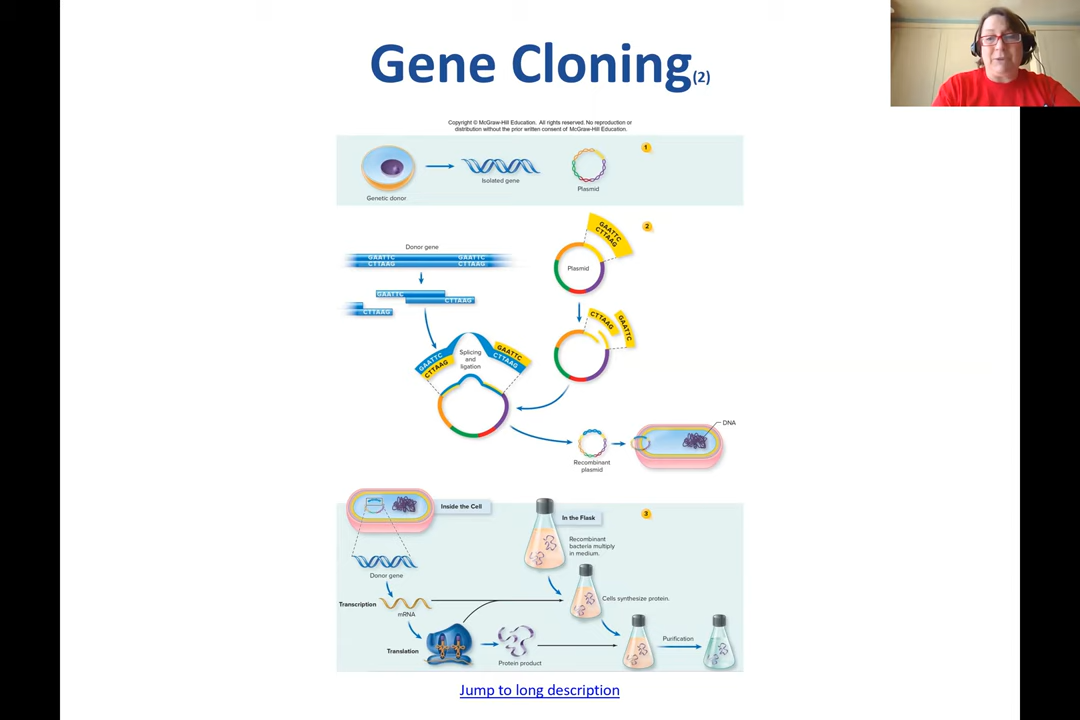 Gene Cloning(2)
Copyright © McGraw-Hill Education. All rights reserved. No reproduction or
distribution without the prior written consent of McGraw-Hill Education.
1
Isolated gene
Plasmid
Genetic donor
2
GAATTC
CTTAAG
Donor gene
GAATTC GAATTC
CTTAAG CTTAAG
Plasmid
GAATTC
CTTAAG
CTTAAG
CTTAAG
GAATTC
Splicing
and
ligation
GAATTC
CTTAAG
GAATTC
CTTAAG
DNA
Recombinant
plasmid
Inside the Cell
In the Flask
3
Recombinant
bacteria multiply
in medium.
Donor gene
Transcription
mRNA
Cells synthesize protein.
Translation
Protein product
Purification
Jump to long description